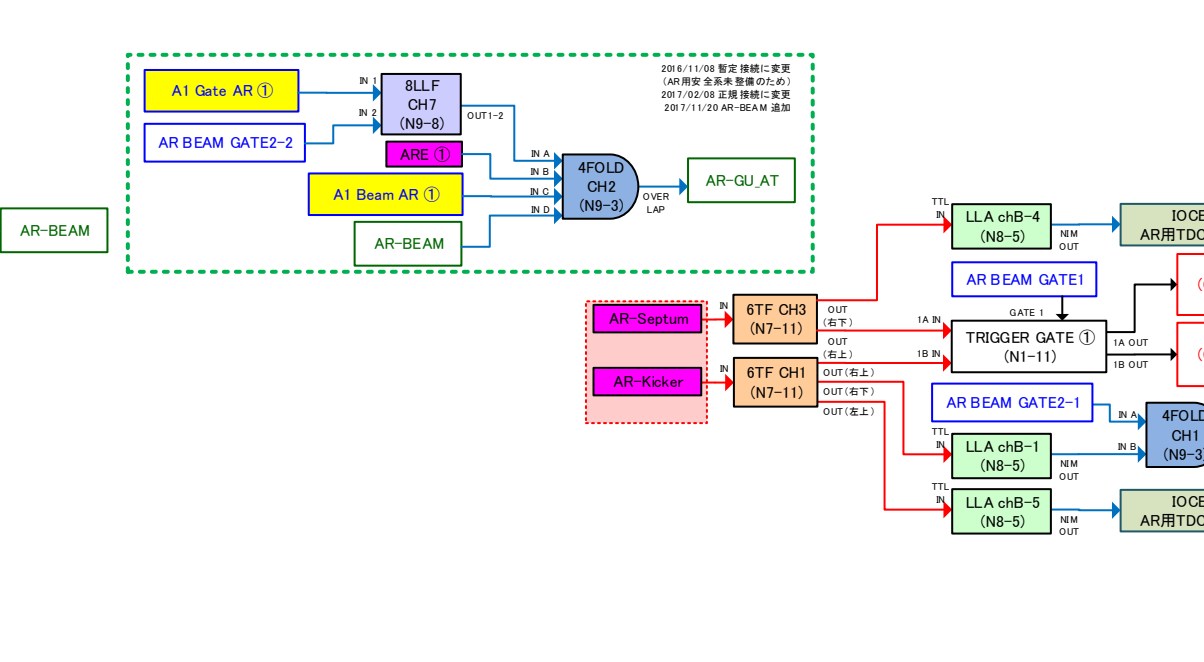 A1 Gate AR ①
IN 1
8LLF
CH7
(N9-8)
OUT1-2
AR BEAM GATE2-2
IN 2
2016/11/08 暫定接続に変更
(AR用安全系未整備のため)
2017/02/08 正規接続に変更
2017/11/20 AR-BEAM 追加
ARE ①
A1 Beam AR ①
AR-BEAM
IN A
IN B
IN C
IN D
4FOLD
CH2
(N9-3)
OVER
LAP
AR-GU_AT
AR-BEAM
AR-Septum
IN
6TF CH3
(N7-11)
OUT
(右下)
OUT
(右上)
AR-Kicker
IN
6TF CH1
(N7-11)
OUT(右上)
OUT(右下)
OUT(左上)
TTL
IN
LLA chB-4
(N8-5)
NIM
OUT
AR用TDC
AR BEAM GATE1
GATE 1
1A IN
1B IN
TRIGGER GATE ①
(N1-11)
1A OUT
1B OUT
AR BEAM GATE2-1
IN A
IN B
4FOLD
CH1
(N9-3)
TTL
IN
LLA chB-1
(N8-5)
NIM
OUT
TTL
IN
LLA chB-5
(N8-5)
NIM
OUT
AR用TDC